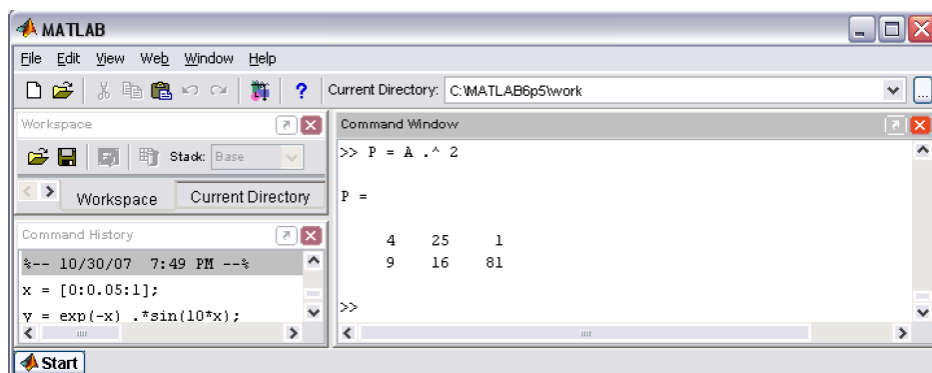 MATLAB
File Edit View Web Window Help
? Current Directory: C:\MATLAB6p5\work ...
Workspace
Stack: Base
Workspace Current Directory
Command History
%-- 10/30/07 7:49 PM --%
x = [0:0.05:1];
y = exp(-x) .*sin(10*x);
Command Window
>> P = A .^ 2
P =
4 25 1
9 16 81
>>
Start